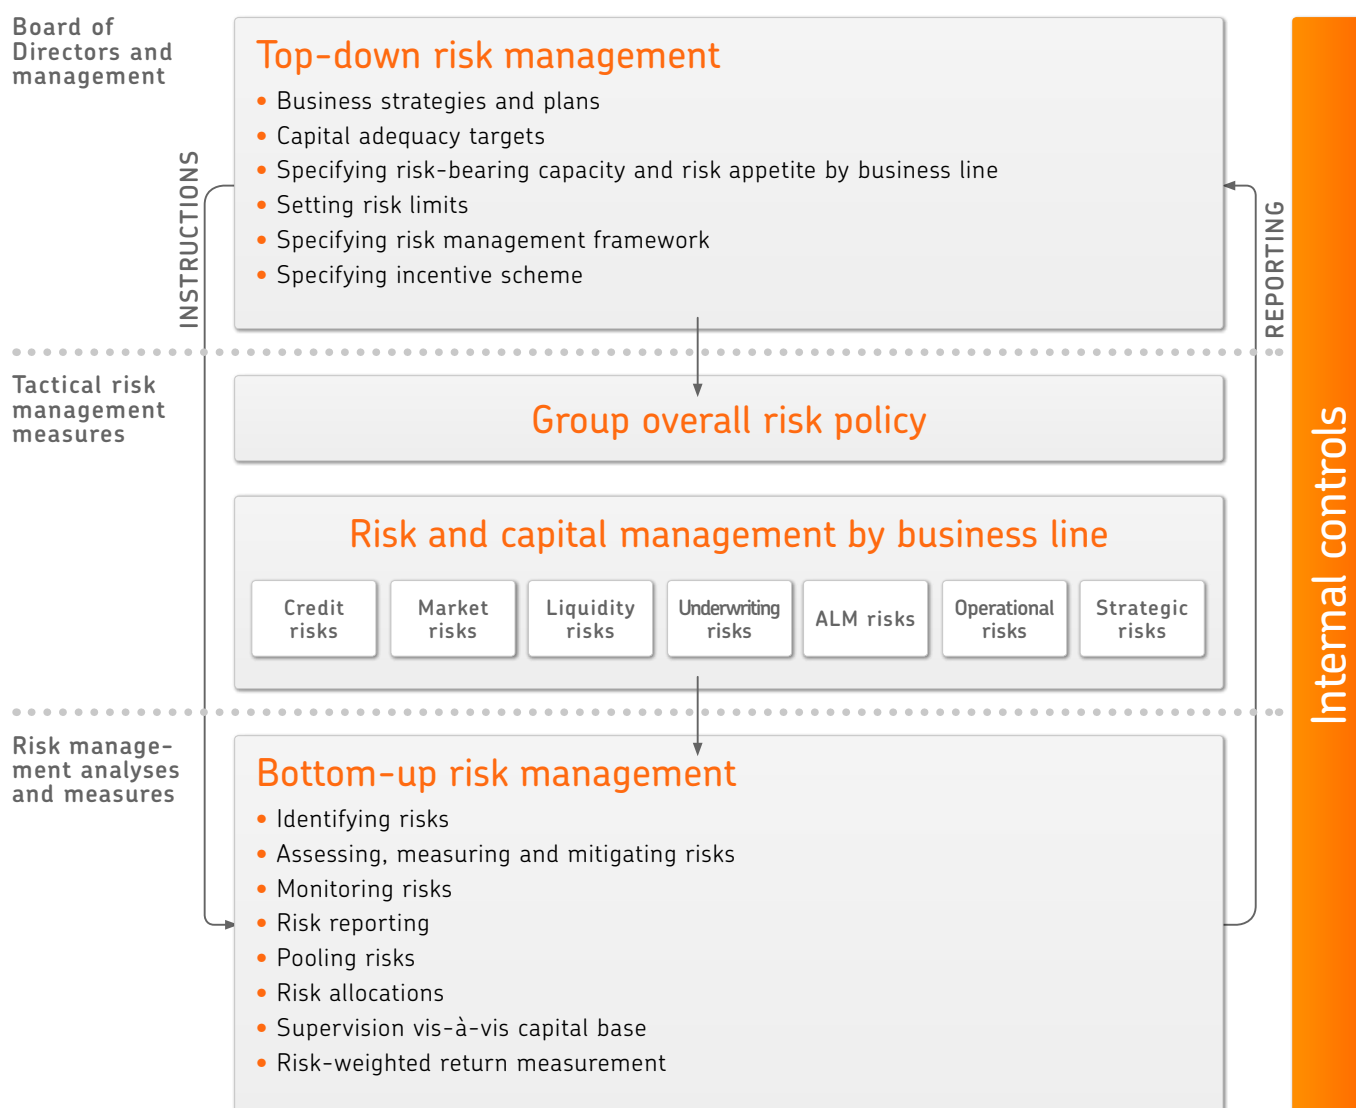 Board of
Directors and
management
Top-down risk management
• Business strategies and plans
• Capital adequacy targets
• Specifying risk-bearing capacity and risk appetite by business line
• Setting risk limits
• Specifying risk management framework
• Specifying incentive scheme
INSTRUCTIONS
REPORTING
Tactical risk
management
measures
Group overall risk policy
Risk and capital management by business line
Credit
risks
Market
risks
Liquidity
risks
Underwriting
risks
ALM risks
Operational
risks
Strategic
risks
Risk manage-
ment analyses
and measures
Bottom-up risk management
• Identifying risks
• Assessing, measuring and mitigating risks
• Monitoring risks
• Risk reporting
• Pooling risks
• Risk allocations
• Supervision vis-à-vis capital base
• Risk-weighted return measurement
Internal controls